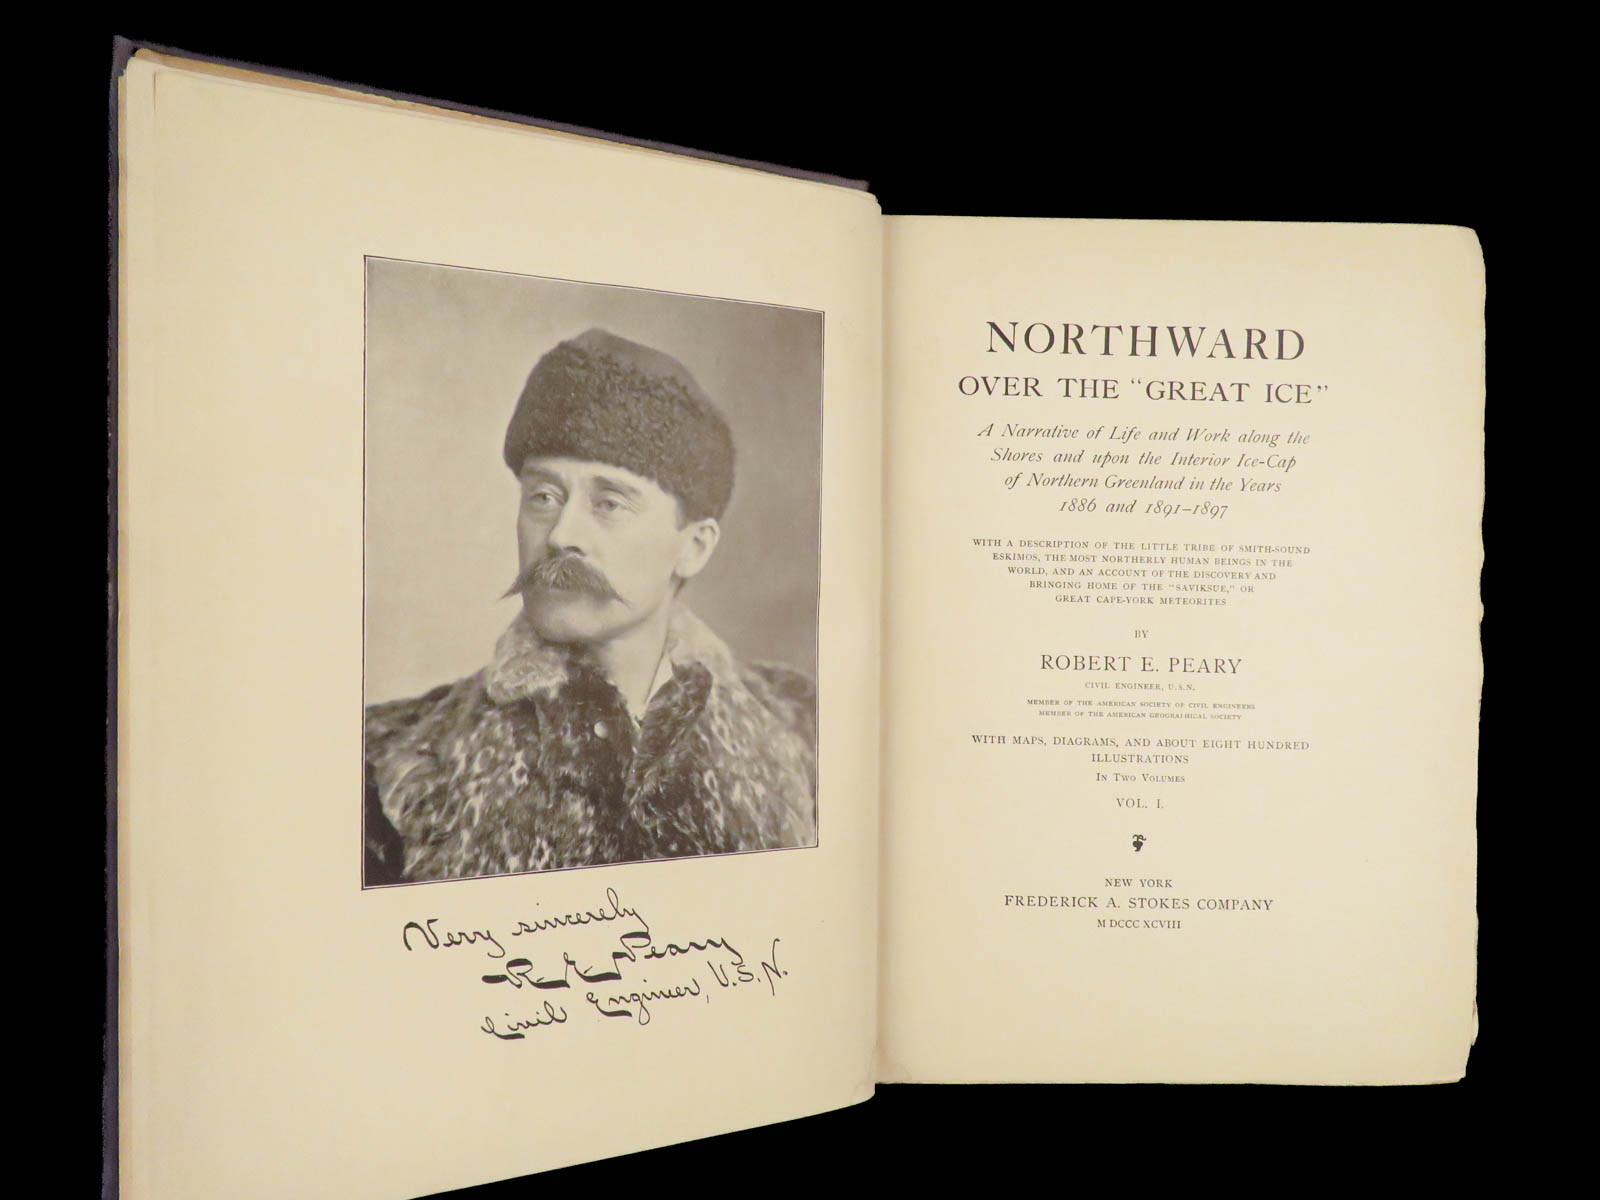 Very sincerely
R. E. Peary
Civil Engineer, U.S.N.
NORTHWARD
OVER THE "GREAT ICE"
A Narrative of Life and Work along the
Shores and upon the Interior Ice-Cap
of Northern Greenland in the Years
1886 and 1891–1897
WITH A DESCRIPTION OF THE LITTLE TRIBE OF SMITH-SOUND
ESKIMOS, THE MOST NORTHERLY HUMAN BEINGS IN THE
WORLD, AND AN ACCOUNT OF THE DISCOVERY AND
BRINGING HOME OF THE "SAVIKSUE," OR
GREAT CAPE-YORK METEORITES
BY
ROBERT E. PEARY
CIVIL ENGINEER, U.S.N.
MEMBER OF THE AMERICAN SOCIETY OF CIVIL ENGINEERS
MEMBER OF THE AMERICAN GEOGRAPHICAL SOCIETY
WITH MAPS, DIAGRAMS, AND ABOUT EIGHT HUNDRED
ILLUSTRATIONS
IN TWO VOLUMES
VOL. I.
NEW YORK
FREDERICK A. STOKES COMPANY
M DCCC XCVIII